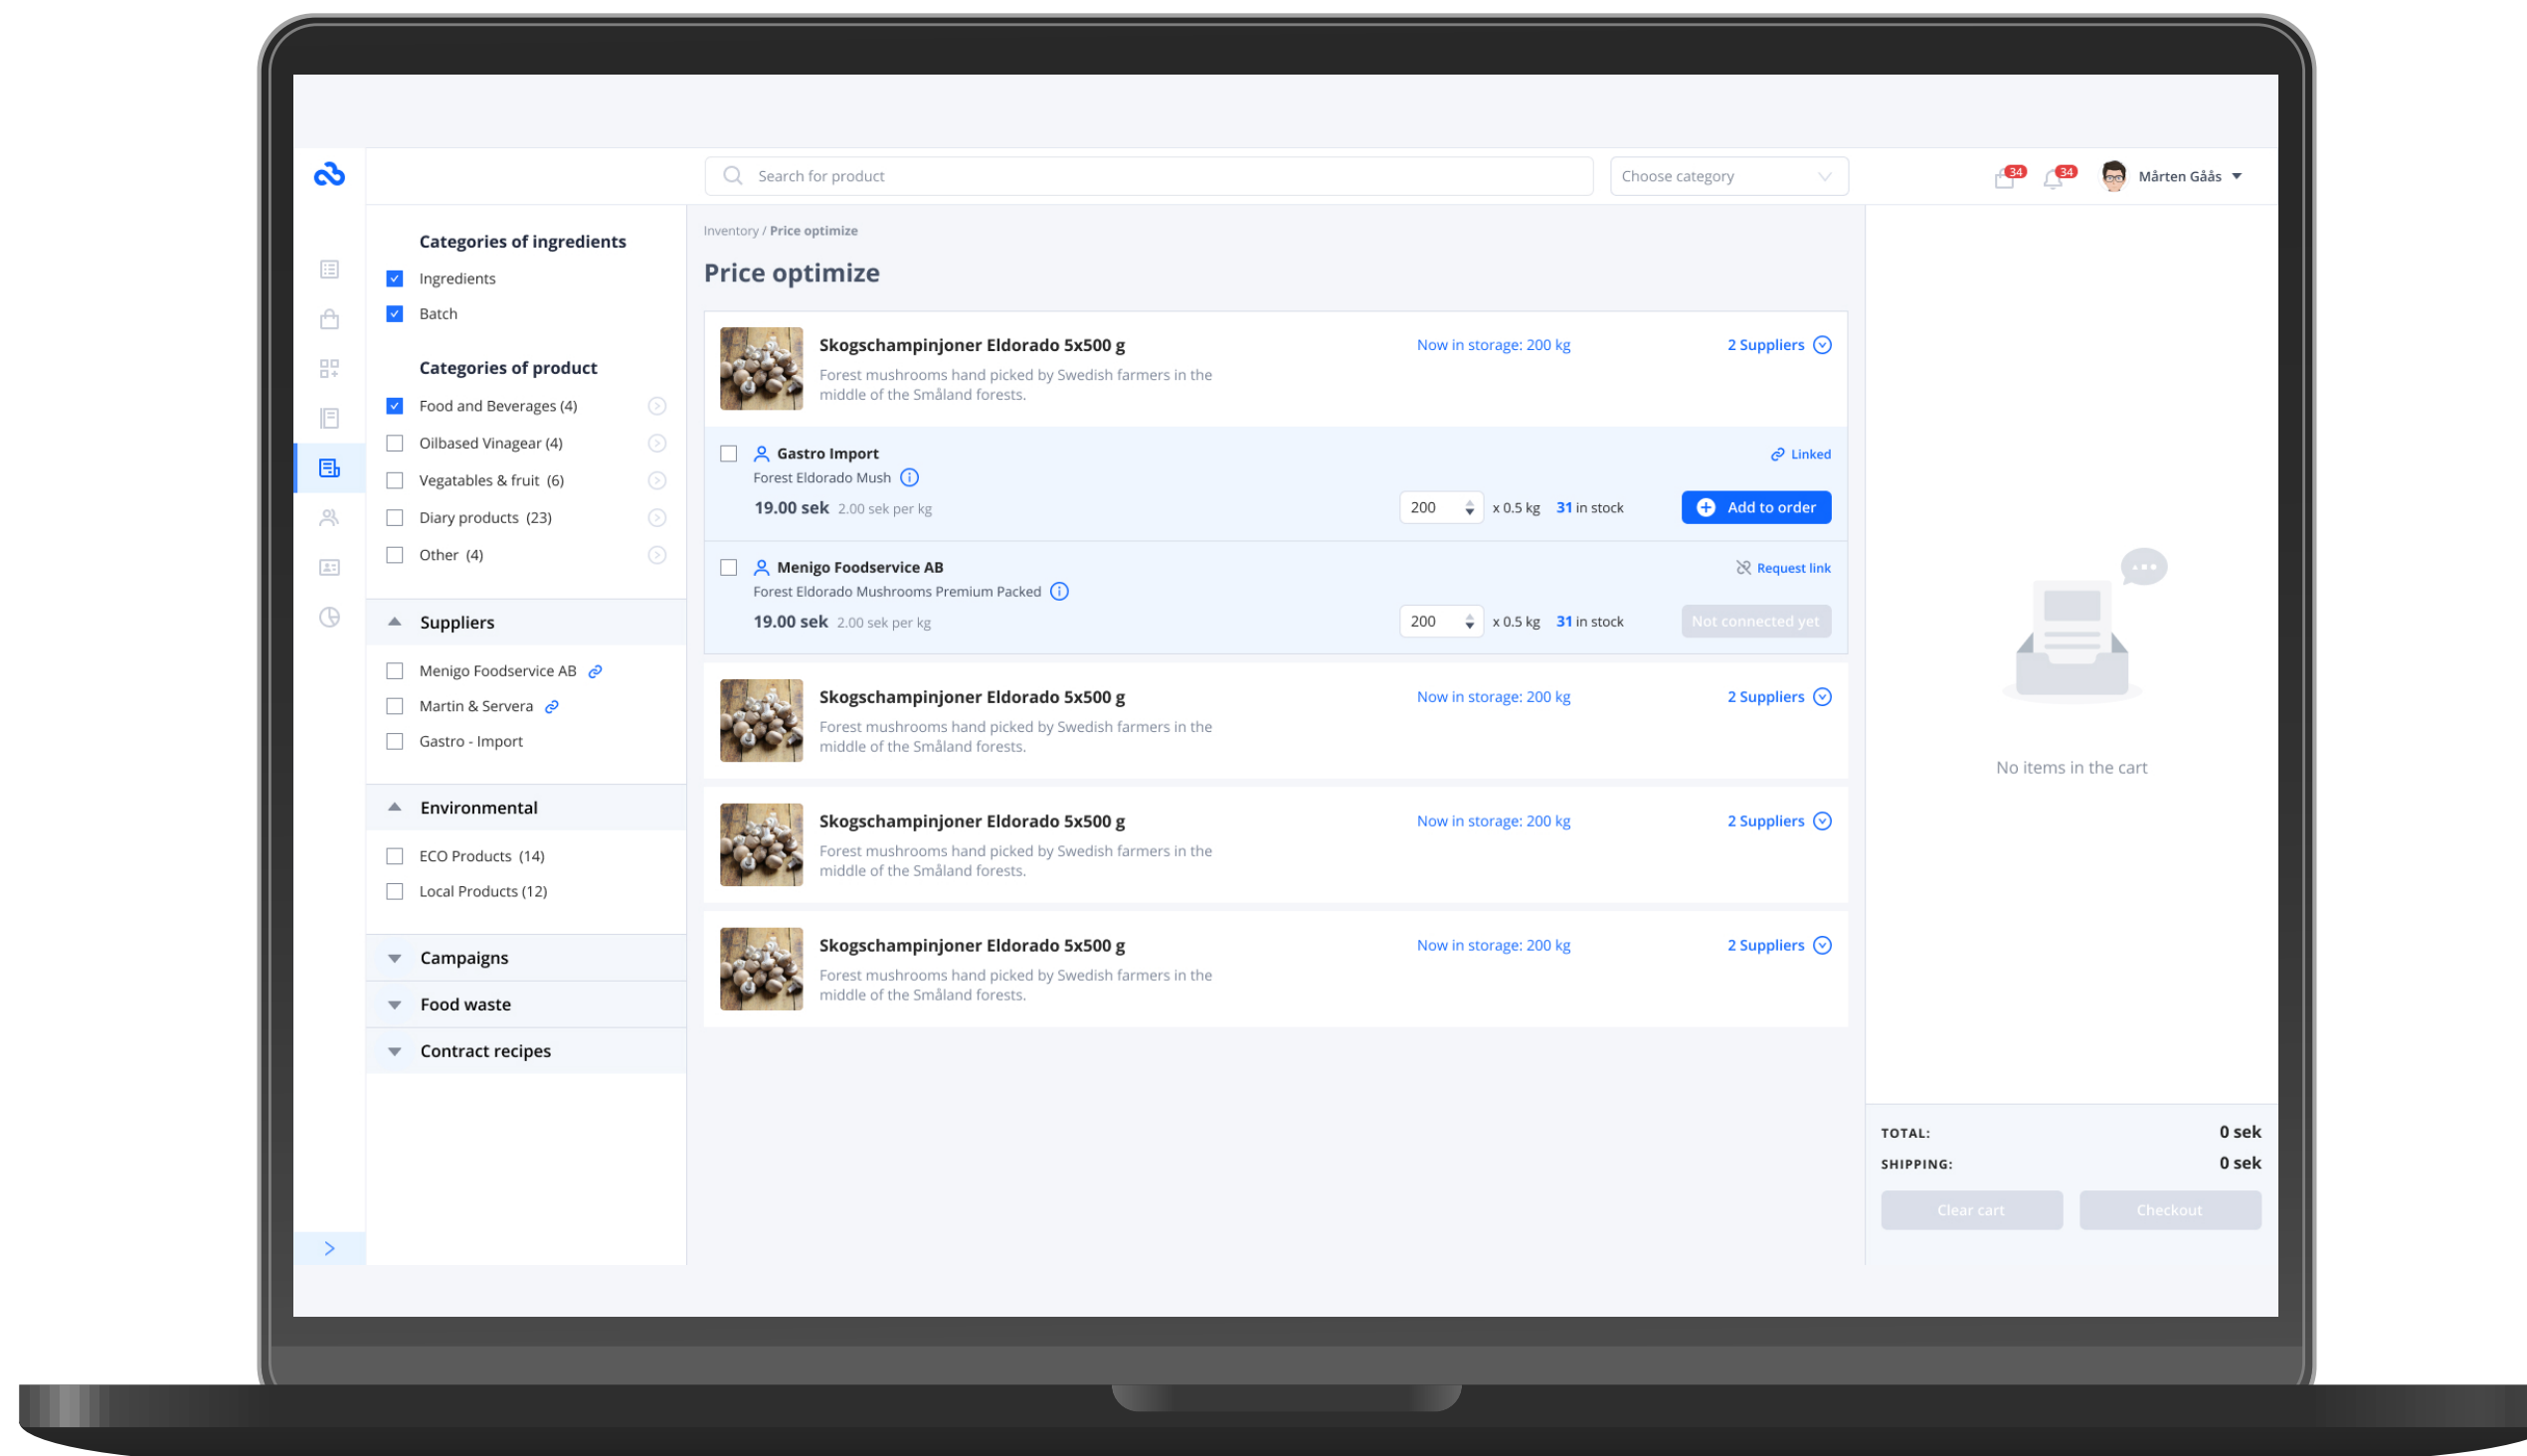 Search for product
Choose category
34
34
Mårten Gåås
Categories of ingredients
Ingredients
Batch
Categories of product
Food and Beverages (4)
Oilbased Vinagear (4)
Vegatables & fruit (6)
Diary products (23)
Other (4)
Suppliers
Menigo Foodservice AB
Martin & Servera
Gastro - Import
Environmental
ECO Products (14)
Local Products (12)
Campaigns
Food waste
Contract recipes
Inventory / Price optimize
Price optimize
Skogschampinjoner Eldorado 5x500 g
Now in storage: 200 kg
2 Suppliers
Forest mushrooms hand picked by Swedish farmers in the
middle of the Småland forests.
Gastro Import
Linked
Forest Eldorado Mush
19.00 sek 2.00 sek per kg
200
x 0.5 kg
31 in stock
Add to order
Menigo Foodservice AB
Request link
Forest Eldorado Mushrooms Premium Packed
19.00 sek 2.00 sek per kg
200
x 0.5 kg
31 in stock
Not connected yet
Skogschampinjoner Eldorado 5x500 g
Now in storage: 200 kg
2 Suppliers
Forest mushrooms hand picked by Swedish farmers in the
middle of the Småland forests.
Skogschampinjoner Eldorado 5x500 g
Now in storage: 200 kg
2 Suppliers
Forest mushrooms hand picked by Swedish farmers in the
middle of the Småland forests.
Skogschampinjoner Eldorado 5x500 g
Now in storage: 200 kg
2 Suppliers
Forest mushrooms hand picked by Swedish farmers in the
middle of the Småland forests.
No items in the cart
TOTAL:
0 sek
SHIPPING:
0 sek
Clear cart
Checkout